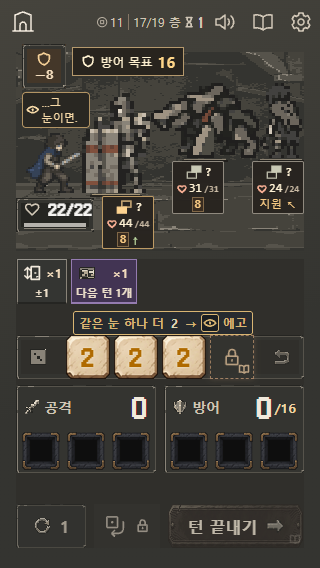 11 17/19 층 1
방어 목표 16
−8
...그
눈이면.
22/22
?
44/44
8 ↑
?
31/31
8
?
24/24
지원 ↖
×1
±1
×1
다음 턴 1개
같은 눈 하나 더 2 → 에고
2 2 2
공격 0
방어 0/16
1
턴 끝내기 →